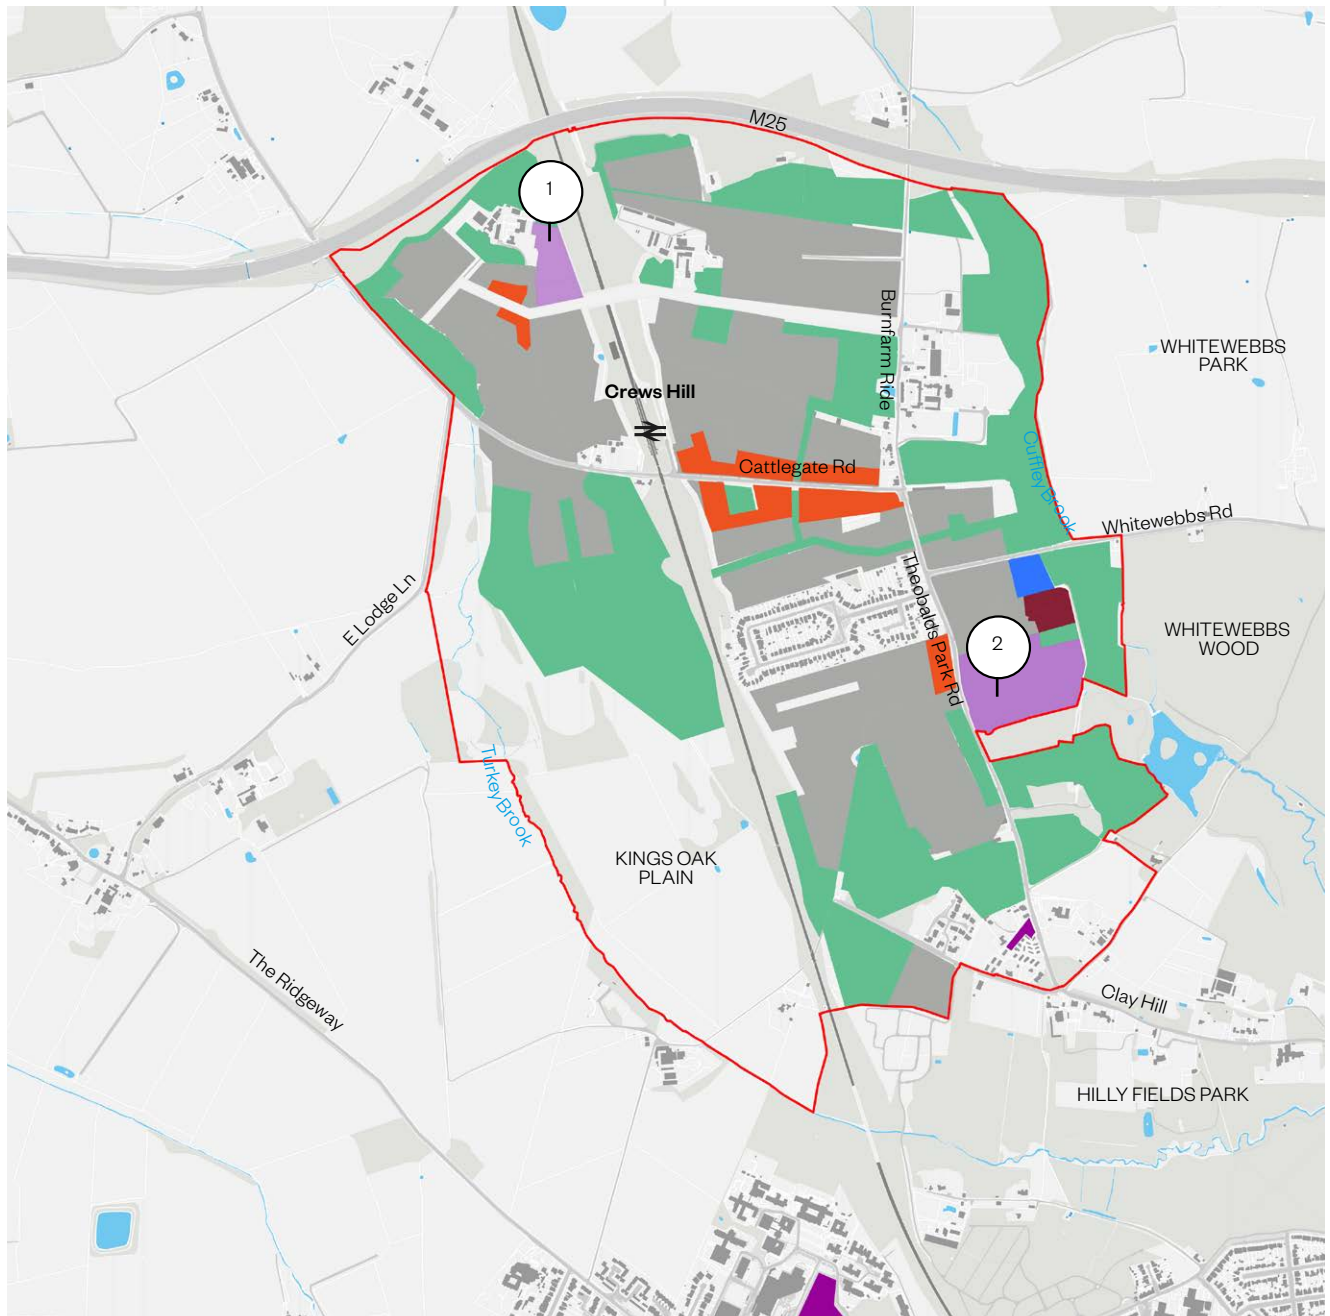 M25
1
Burnfarm Ride
WHITEWEBBS
PARK
Crews Hill
Cattlegate Rd
Cuffley Brook
Whitewebbs Rd
E Lodge Ln
Theobalds Park Rd
WHITEWEBBS
WOOD
2
Turkey Brook
KINGS OAK
PLAIN
The Ridgeway
Clay Hill
HILLY FIELDS PARK